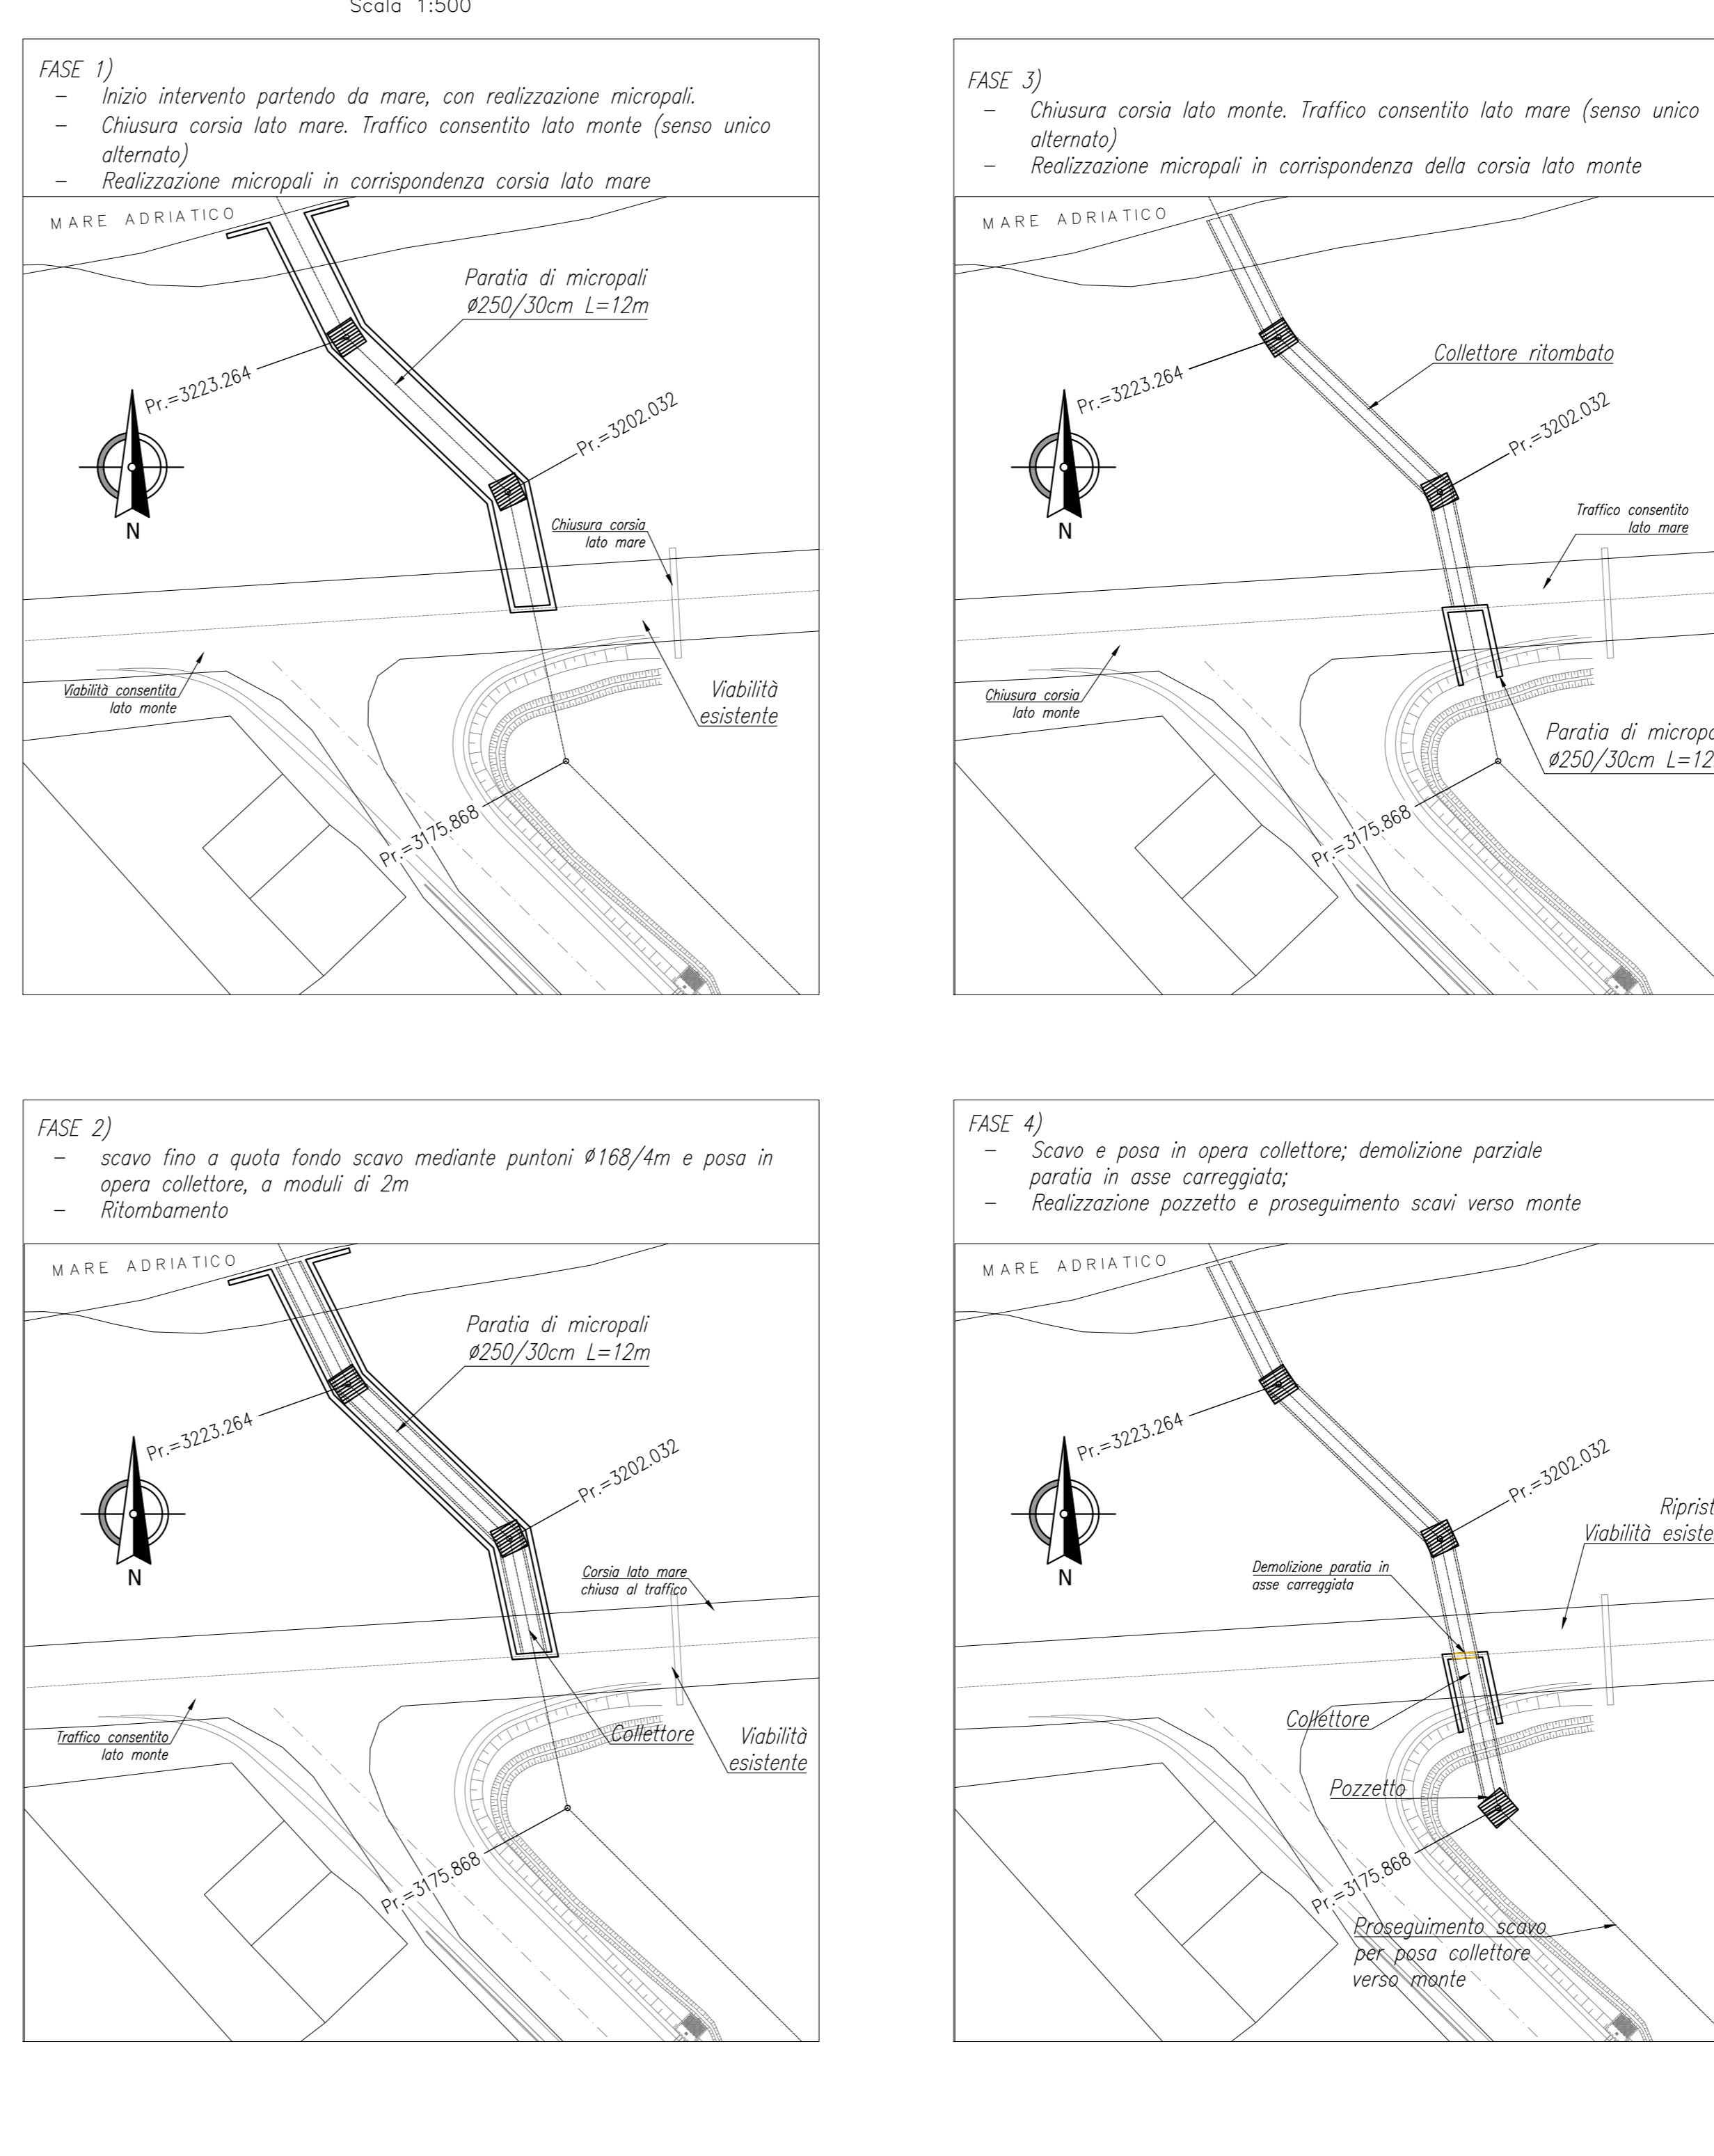 Scala 1:500
FASE 1)
- Inizio intervento partendo da mare, con realizzazione micropali.
- Chiusura corsia lato mare. Traffico consentito lato monte (senso unico
alternato)
- Realizzazione micropali in corrispondenza corsia lato mare
MARE ADRIATICO
Paratia di micropali
ø250/30cm L=12m
Pr.=3223.264
Pr.=3202.032
N
Chiusura corsia
lato mare
Viabilità consentita
lato monte
Viabilità
esistente
Pr.=3175.868
FASE 3)
- Chiusura corsia lato monte. Traffico consentito lato mare (senso unico
alternato)
- Realizzazione micropali in corrispondenza della corsia lato monte
MARE ADRIATICO
Collettore ritombato
Pr.=3223.264
Pr.=3202.032
N
Traffico consentito
lato mare
Chiusura corsia
lato monte
Paratia di micropa
ø250/30cm L=12
Pr.=3175.868
FASE 2)
- scavo fino a quota fondo scavo mediante puntoni ø168/4m e posa in
opera collettore, a moduli di 2m
- Ritombamento
MARE ADRIATICO
Paratia di micropali
ø250/30cm L=12m
Pr.=3223.264
Pr.=3202.032
N
Corsia lato mare
chiusa al traffico
Traffico consentito
lato monte
Collettore
Viabilità
esistente
Pr.=3175.868
FASE 4)
- Scavo e posa in opera collettore; demolizione parziale
paratia in asse carreggiata;
- Realizzazione pozzetto e proseguimento scavi verso monte
MARE ADRIATICO
Pr.=3223.264
Pr.=3202.032
N
Riprist
Viabilità esiste
Demolizione paratia in
asse carreggiata
Collettore
Pozzetto
Pr.=3175.868
Proseguimento scavo
per posa collettore
verso monte